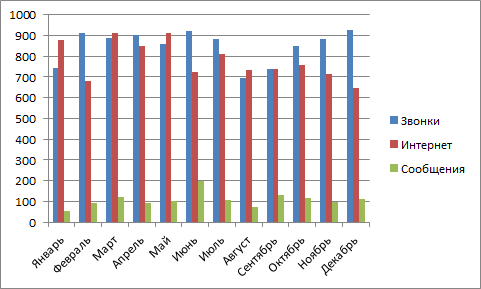 1000
900
800
700
600
500
400
300
200
100
0
Январь
Февраль
Март
Апрель
Май
Июнь
Июль
Август
Сентябрь
Октябрь
Ноябрь
Декабрь
Звонки
Интернет
Сообщения